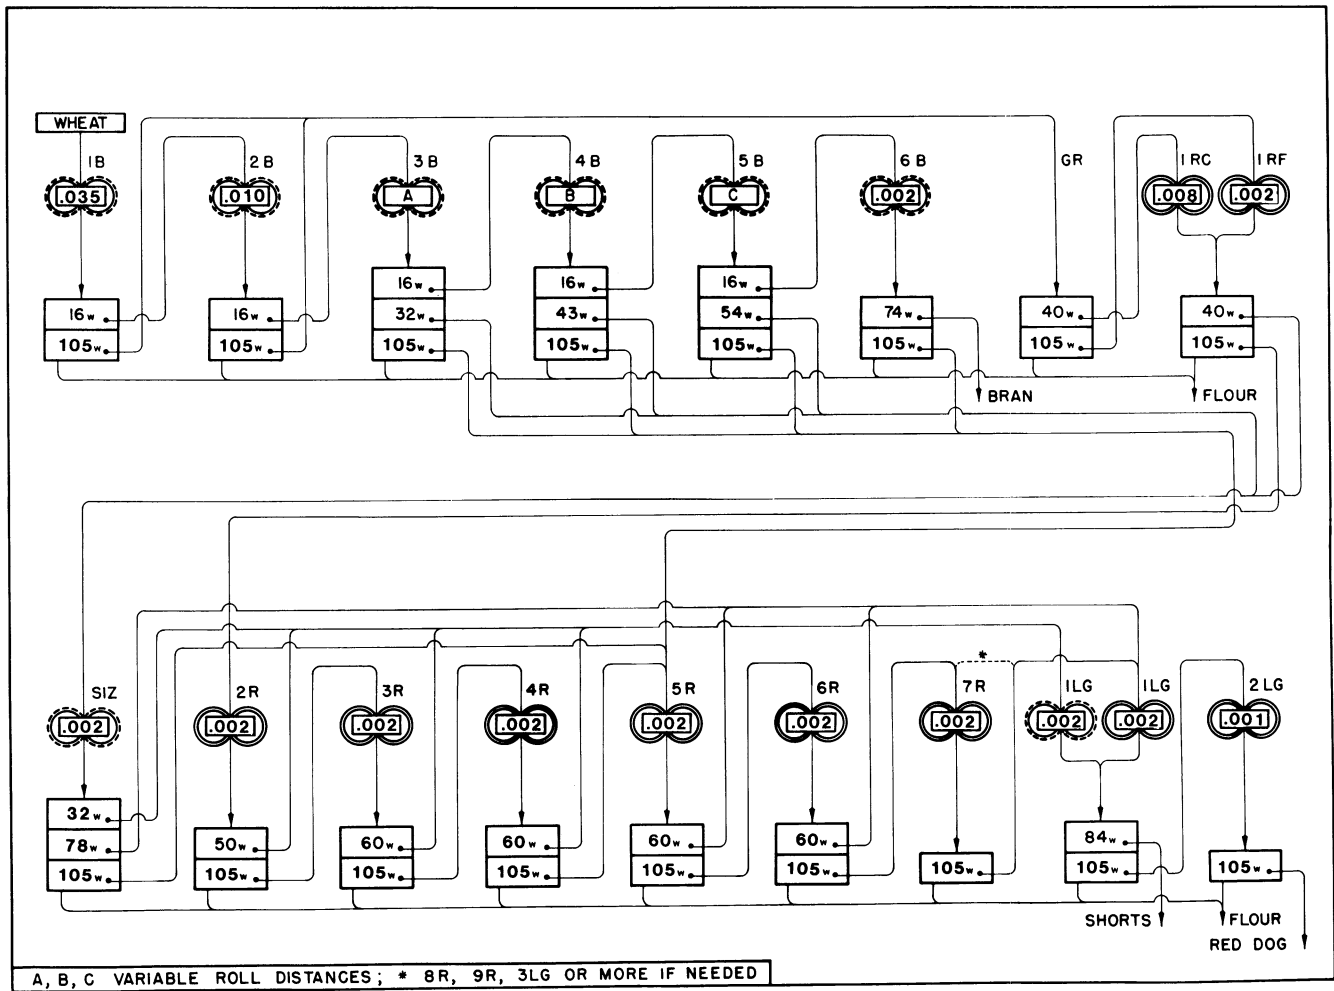 WHEAT
1B 2B 3B 4B 5B 6B GR 1RC 1RF
.035 .010 A B C .002 .008 .002
16w 16w 16w
16w 16w 32w 43w 54w 74w 40w 40w
105w 105w 105w 105w 105w 105w 105w 105w
BRAN FLOUR
*
SIZ 2R 3R 4R 5R 6R 7R 1LG 1LG 2LG
.002 .002 .002 .002 .002 .002 .002 .002 .002 .001
32w
78w 50w 60w 60w 60w 60w 84w
105w 105w 105w 105w 105w 105w 105w 105w 105w
SHORTS FLOUR
RED DOG
A, B, C VARIABLE ROLL DISTANCES; * 8R, 9R, 3LG OR MORE IF NEEDED